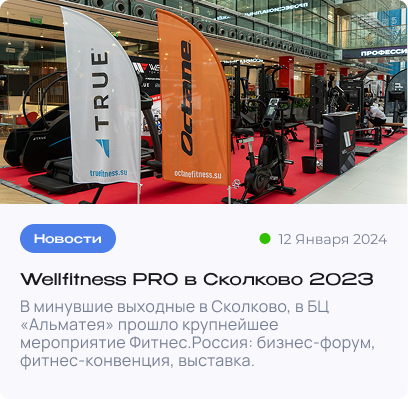 ПРОФЕССИ
TRUE
Octane
truefitness.su
octanefitness.su
Новости
12 Января 2024
Wellfitness PRO в Сколково 2023
В минувшие выходные в Сколково, в БЦ
«Альматея» прошло крупнейшее
мероприятие Фитнес.Россия: бизнес-форум,
фитнес-конвенция, выставка.